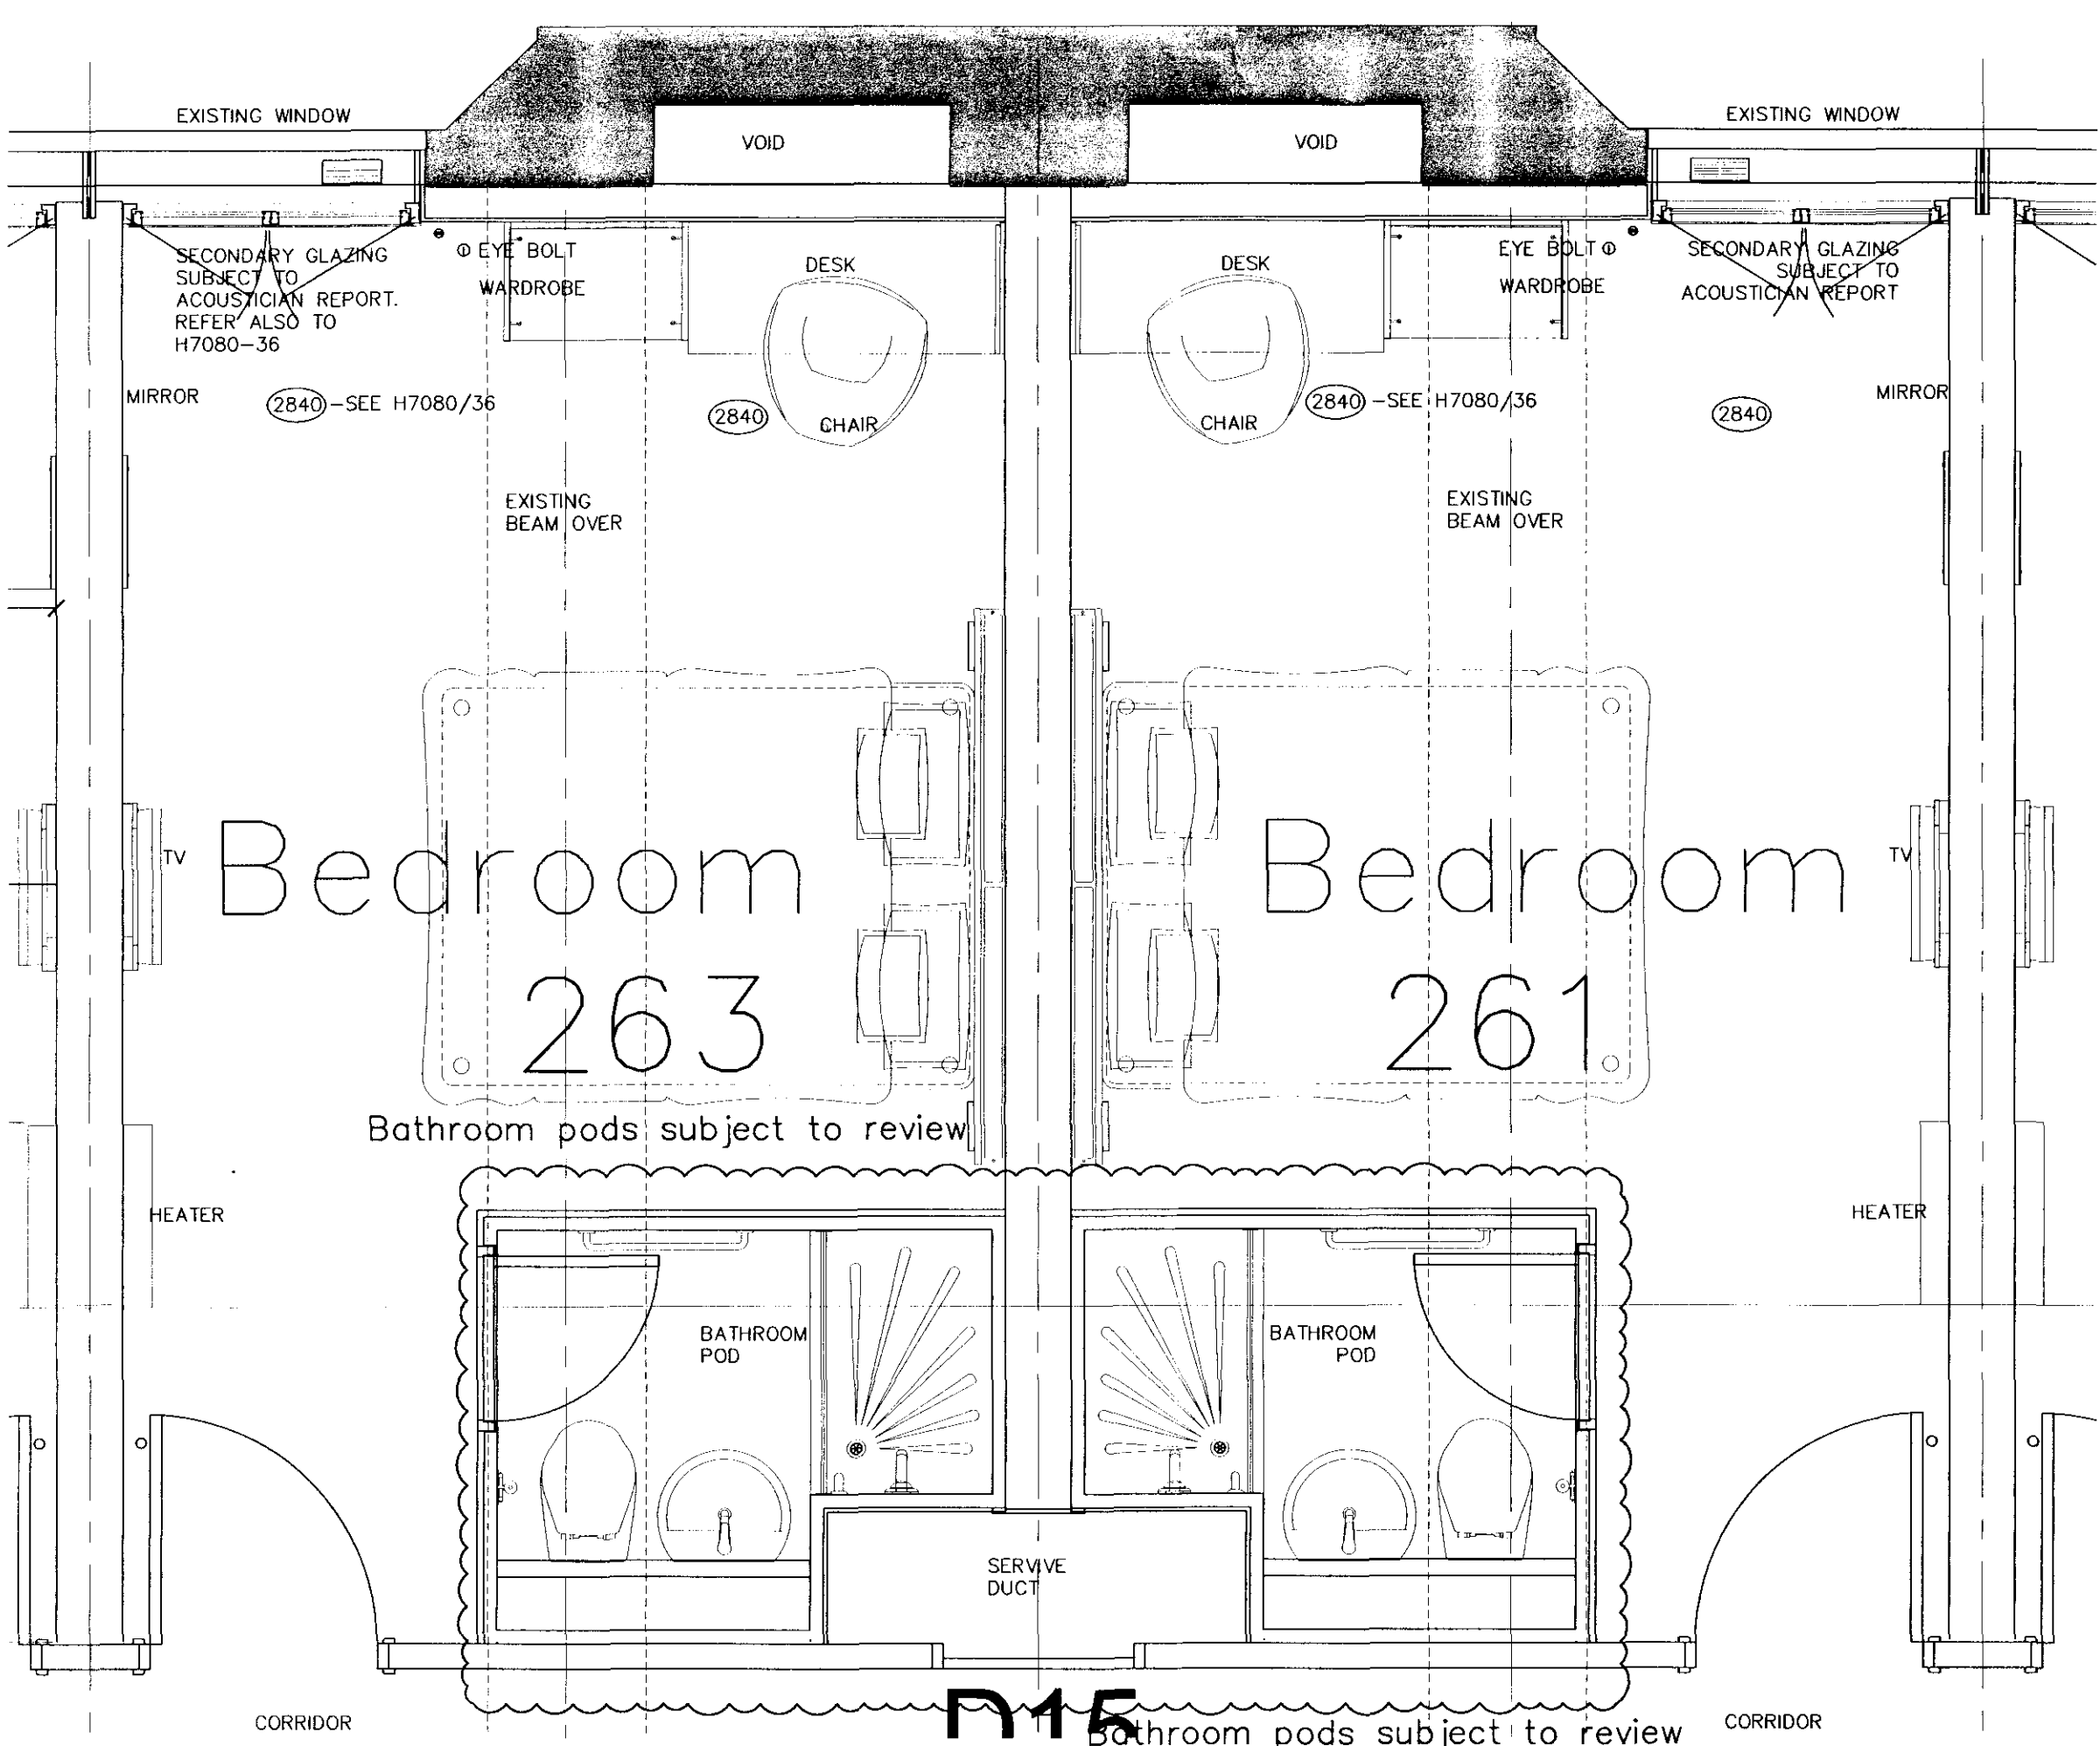 EXISTING WINDOW
EXISTING WINDOW
VOID
VOID
SECONDARY GLAZING
SUBJECT TO
ACOUSTICIAN REPORT.
REFER ALSO TO
H7080-36
EYE BOLT
WARDROBE
DESK
DESK
EYE BOLT
WARDROBE
SECONDARY GLAZING
SUBJECT TO
ACOUSTICIAN REPORT
MIRROR
2840 -SEE H7080/36
2840
CHAIR
CHAIR
2840 -SEE H7080/36
2840
MIRROR
EXISTING
BEAM OVER
EXISTING
BEAM OVER
TV
Bedroom
263
Bedroom
261
TV
Bathroom pods subject to review
HEATER
HEATER
BATHROOM
POD
BATHROOM
POD
SERVIVE
DUCT
CORRIDOR
D15
Bathroom pods subject to review
CORRIDOR